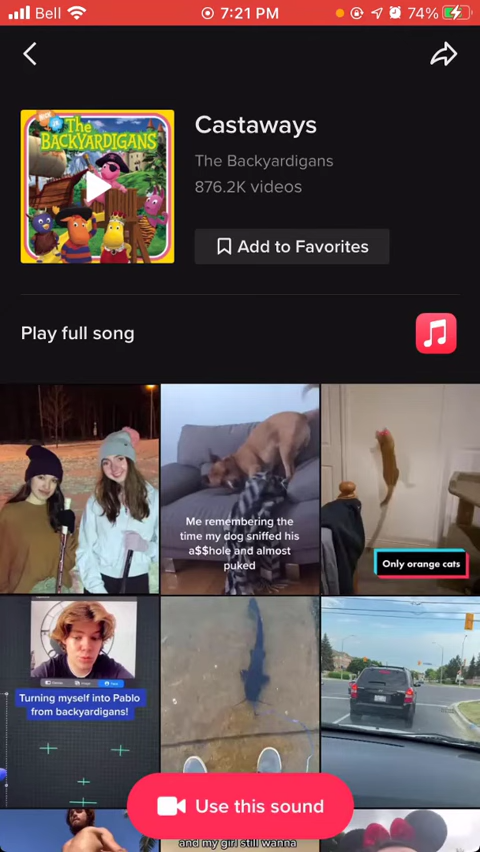 Bell
7:21 PM
74%
NICK JR.
The
BACKYARDIGANS
Castaways
The Backyardigans
876.2K videos
Add to Favorites
Play full song
Me remembering the
time my dog sniffed his
a$$hole and almost
puked
Only orange cats
Turning myself into Pablo
from backyardigans!
Use this sound
and my girl still wanna